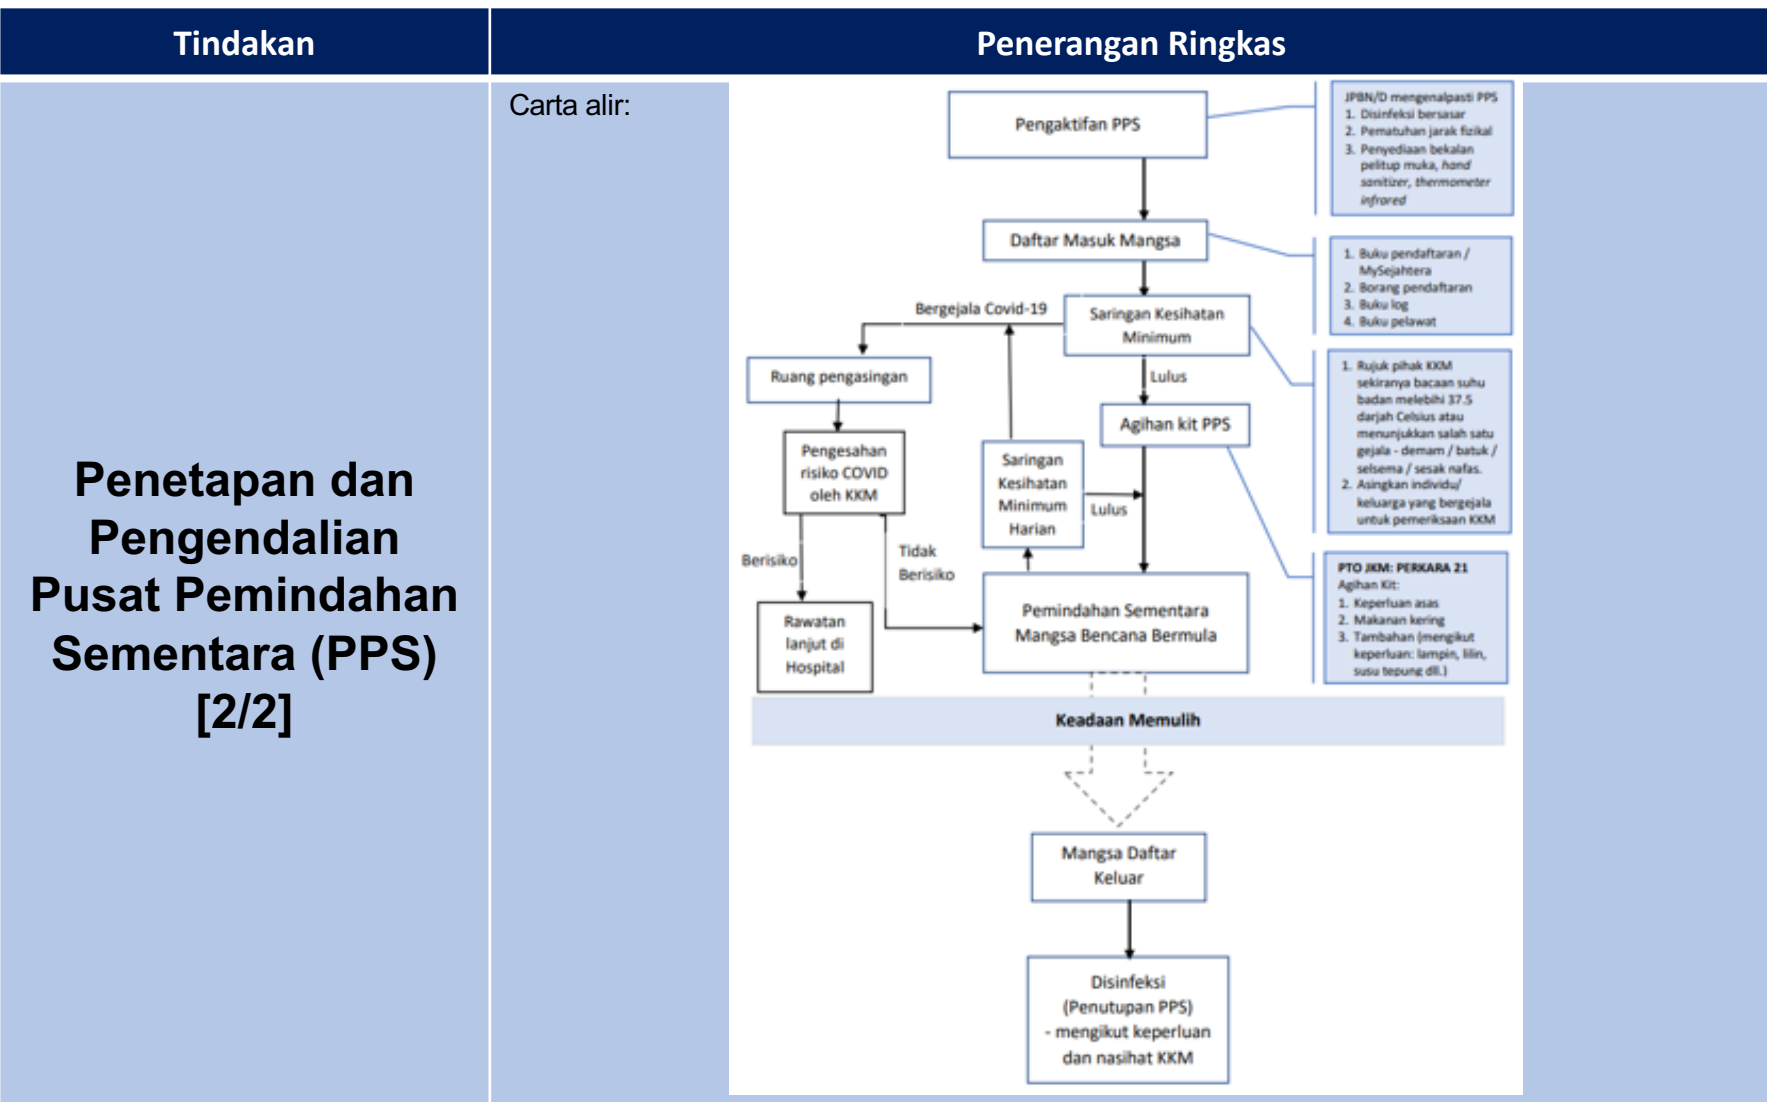 Tindakan
Penerangan Ringkas
Penetapan dan
Pengendalian
Pusat Pemindahan
Sementara (PPS)
[2/2]
Carta alir:
Pengaktifan PPS
JPBN/D mengenalpasti PPS
1. Disinfeksi bersasar
2. Pematuhan jarak fizikal
3. Penyediaan bekalan
pelitup muka, hand
sanitizer, thermometer
infrared
Daftar Masuk Mangsa
1. Buku pendaftaran /
MySejahtera
2. Borang pendaftaran
3. Buku log
4. Buku pelawat
Bergejala Covid-19
Saringan Kesihatan
Minimum
1. Rujuk pihak KKM
sekiranya bacaan suhu
badan melebihi 37.5
darjah Celsius atau
menunjukkan salah satu
gejala - demam / batuk /
selsema / sesak nafas.
2. Asingkan individu/
keluarga yang bergejala
untuk pemeriksaan KKM
Ruang pengasingan
Lulus
Agihan kit PPS
Pengesahan
risiko COVID
oleh KKM
Saringan
Kesihatan
Minimum
Harian
Lulus
Berisiko
Tidak
Berisiko
PTO JKM: PERKARA 21
Agihan Kit:
1. Keperluan asas
2. Makanan kering
3. Tambahan (mengikut
keperluan: lampin, lilin,
susu tepung dll.)
Rawatan
lanjut di
Hospital
Pemindahan Sementara
Mangsa Bencana Bermula
Keadaan Memulih
Mangsa Daftar
Keluar
Disinfeksi
(Penutupan PPS)
- mengikut keperluan
dan nasihat KKM